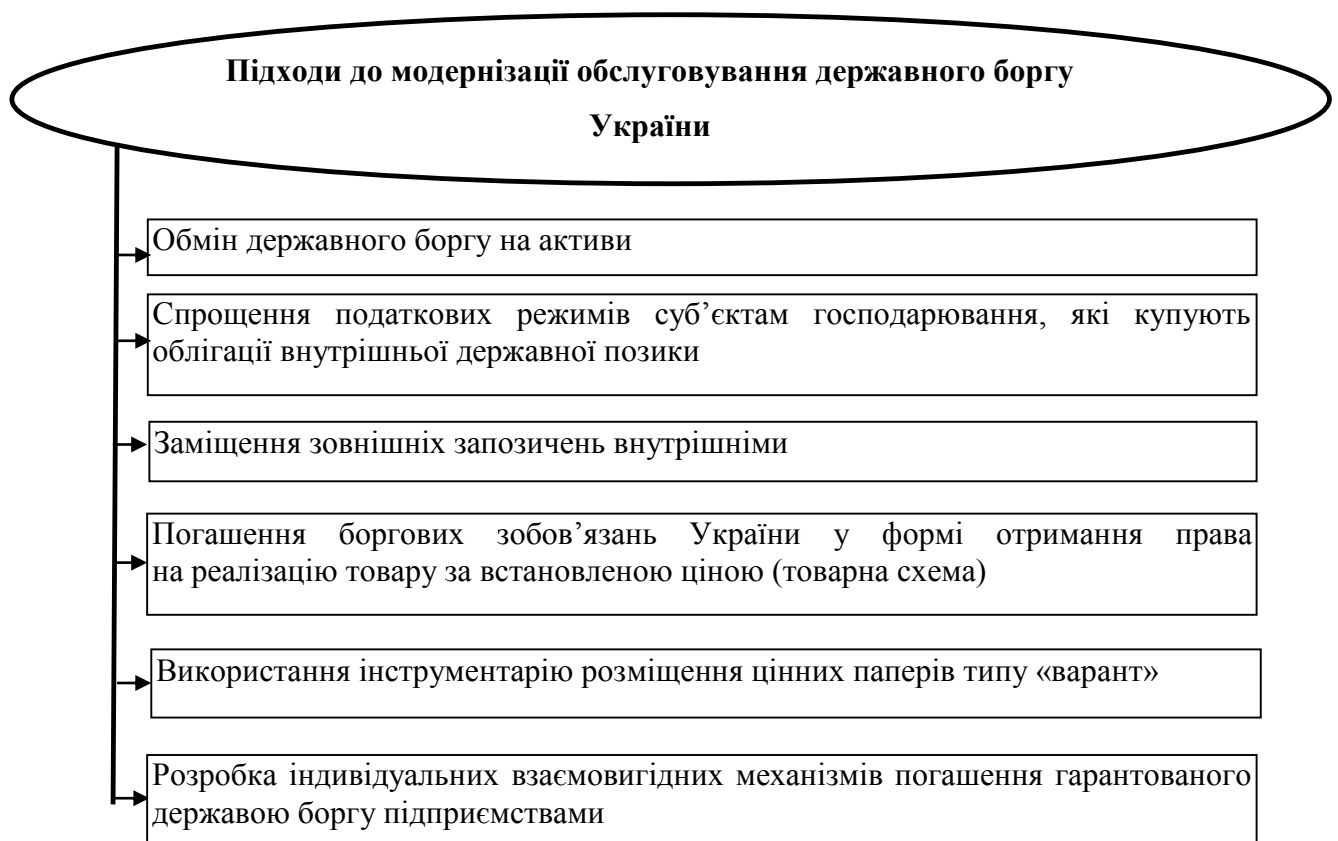 Підходи до модернізації обслуговування державного боргу
України
Обмін державного боргу на активи
Спрощення податкових режимів суб’єктам господарювання, які купують
облігації внутрішньої державної позики
Заміщення зовнішніх запозичень внутрішніми
Погашення боргових зобов’язань України у формі отримання права
на реалізацію товару за встановленою ціною (товарна схема)
Використання інструментарію розміщення цінних паперів типу «варант»
Розробка індивідуальних взаємовигідних механізмів погашення гарантованого
державою боргу підприємствами